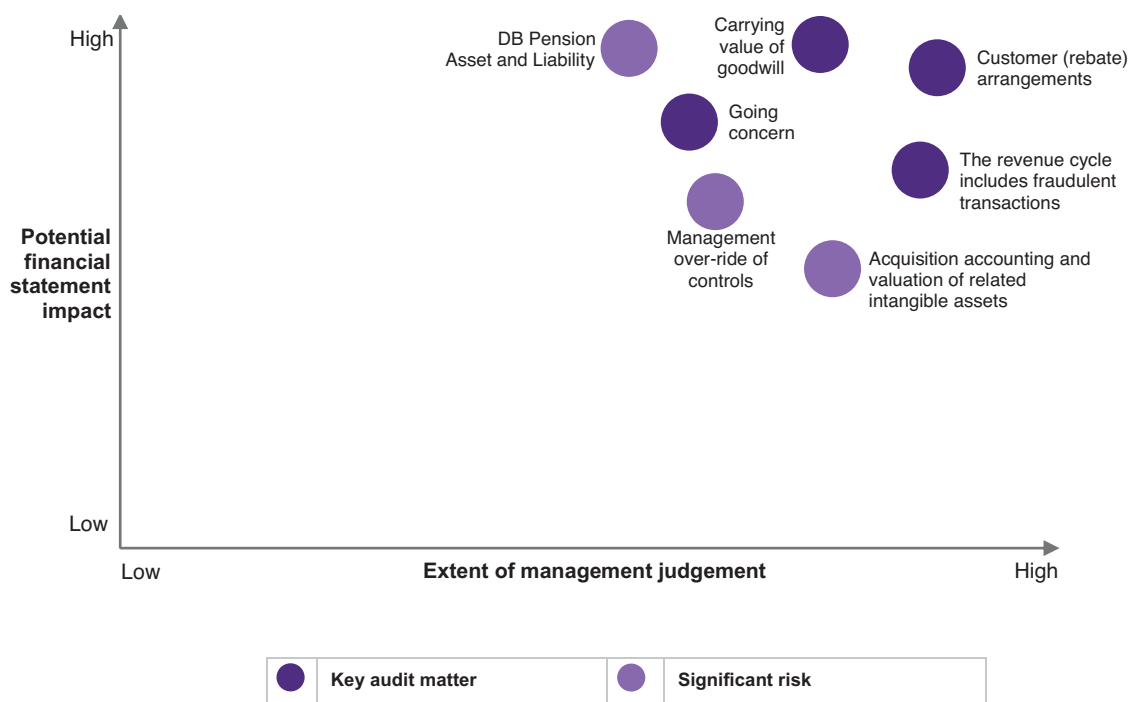 High
DB Pension
Asset and Liability
Carrying
value of
goodwill
Customer (rebate)
arrangements
Going
concern
The revenue cycle
includes fraudulent
transactions
Management
over-ride of
controls
Acquisition accounting and
valuation of related
intangible assets
Potential
financial
statement
impact
Low
Low
Extent of management judgement
High
Key audit matter
Significant risk